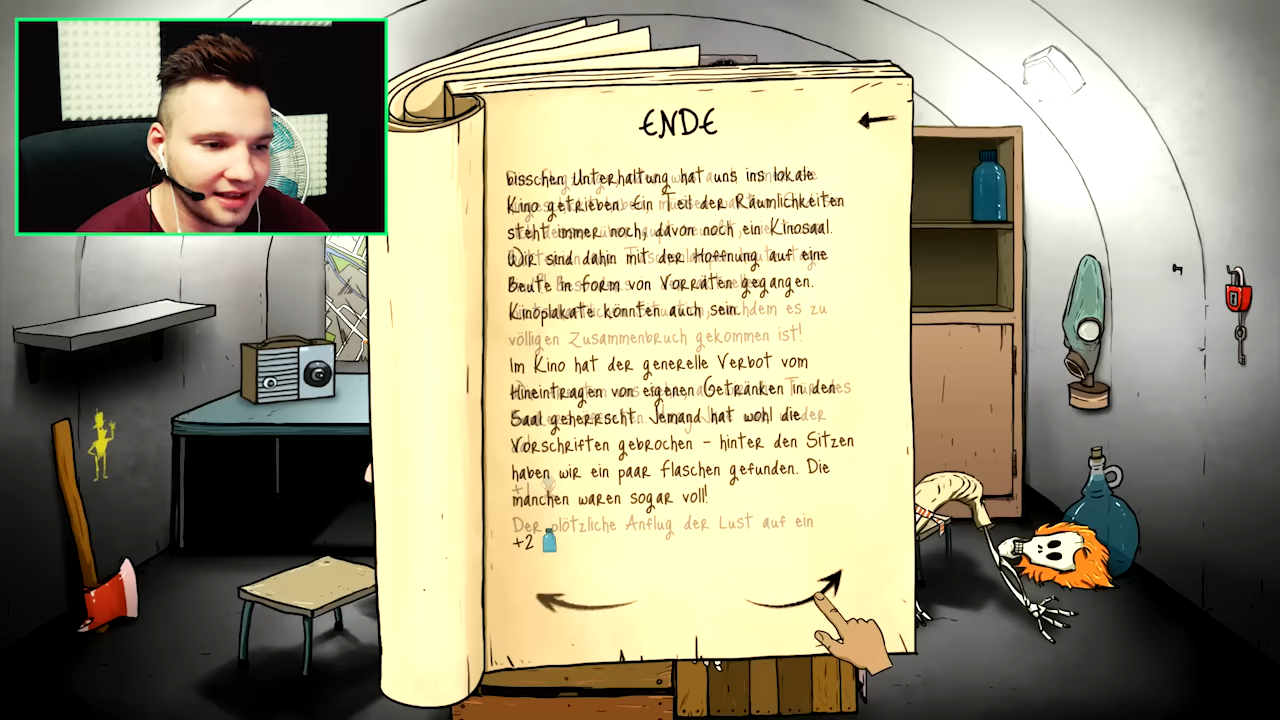 ENDE
bisschen Unterhaltung hat uns ins lokale
Kino getrieben. Ein Teil der Räumlichkeiten
steht immer noch, davon noch ein Kinosaal.
Wir sind dahin mit der Hoffnung auf eine
Beute in Form von Vorräten gegangen.
Kinoplakate könnten auch sein. chdem es zu
völligen Zusammenbruch gekommen ist!
Im Kino hat der generelle Verbot vom
Hineintragen von eigenen Getränken in den
Saal geherrscht. Jemand hat wohl die der
Vorschriften gebrochen - hinter den Sitzen
haben wir ein paar Flaschen gefunden. Die
manchen waren sogar voll!
Der plötzliche Anflug der Lust auf ein
+2